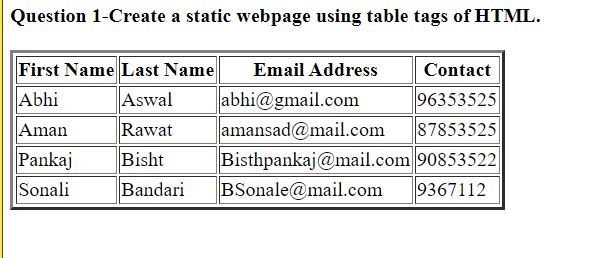 Question 1-Create a static webpage using table tags of HTML.
First Name Last Name Email Address Contact
Abhi Aswal abhi@gmail.com 96353525
Aman Rawat amansad@mail.com 87853525
Pankaj Bisht Bisthpankaj@mail.com 90853522
Sonali Bandari BSonale@mail.com 9367112